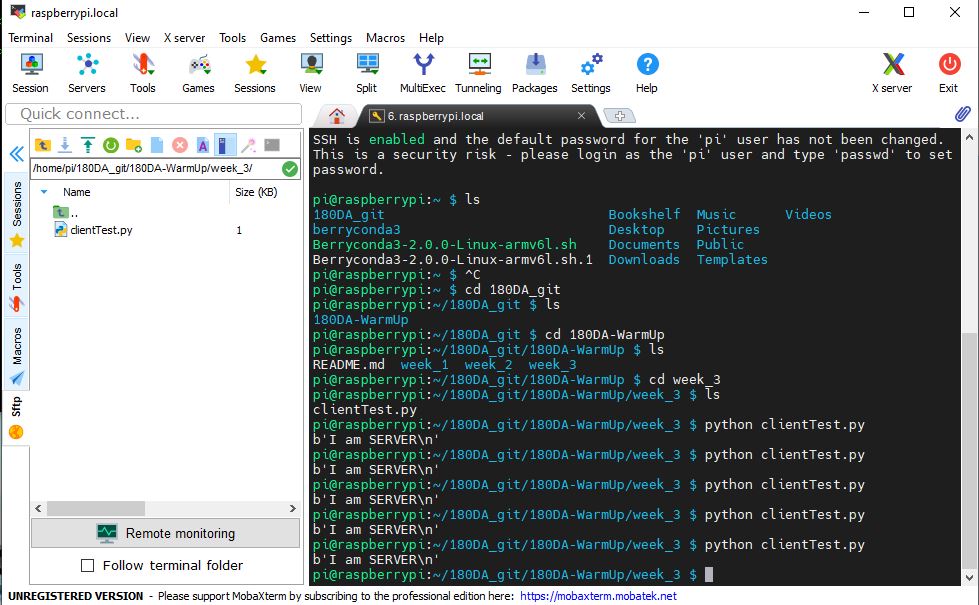 raspberrypi.local
Terminal Sessions View X server Tools Games Settings Macros Help
Session Servers Tools Games Sessions View Split MultiExec Tunneling Packages Settings Help X server Exit
Quick connect...
6. raspberrypi.local
/home/pi/180DA_git/180DA-WarmUp/week_3/
Name Size (KB)
..
clientTest.py 1
Sessions
Tools
Macros
Sftp
Remote monitoring
Follow terminal folder
SSH is enabled and the default password for the 'pi' user has not been changed.
This is a security risk - please login as the 'pi' user and type 'passwd' to set
password.
pi@raspberrypi:~ $ ls
180DA_git Bookshelf Music Videos
berryconda3 Desktop Pictures
Berryconda3-2.0.0-Linux-armv6l.sh Documents Public
Berryconda3-2.0.0-Linux-armv6l.sh.1 Downloads Templates
pi@raspberrypi:~ $ ^C
pi@raspberrypi:~ $ cd 180DA_git
pi@raspberrypi:~/180DA_git $ ls
180DA-WarmUp
pi@raspberrypi:~/180DA_git $ cd 180DA-WarmUp
pi@raspberrypi:~/180DA_git/180DA-WarmUp $ ls
README.md week_1 week_2 week_3
pi@raspberrypi:~/180DA_git/180DA-WarmUp $ cd week_3
pi@raspberrypi:~/180DA_git/180DA-WarmUp/week_3 $ ls
clientTest.py
pi@raspberrypi:~/180DA_git/180DA-WarmUp/week_3 $ python clientTest.py
b'I am SERVER\n'
pi@raspberrypi:~/180DA_git/180DA-WarmUp/week_3 $ python clientTest.py
b'I am SERVER\n'
pi@raspberrypi:~/180DA_git/180DA-WarmUp/week_3 $ python clientTest.py
b'I am SERVER\n'
pi@raspberrypi:~/180DA_git/180DA-WarmUp/week_3 $ python clientTest.py
b'I am SERVER\n'
pi@raspberrypi:~/180DA_git/180DA-WarmUp/week_3 $ python clientTest.py
b'I am SERVER\n'
pi@raspberrypi:~/180DA_git/180DA-WarmUp/week_3 $
UNREGISTERED VERSION - Please support MobaXterm by subscribing to the professional edition here: https://mobaxterm.mobatek.net